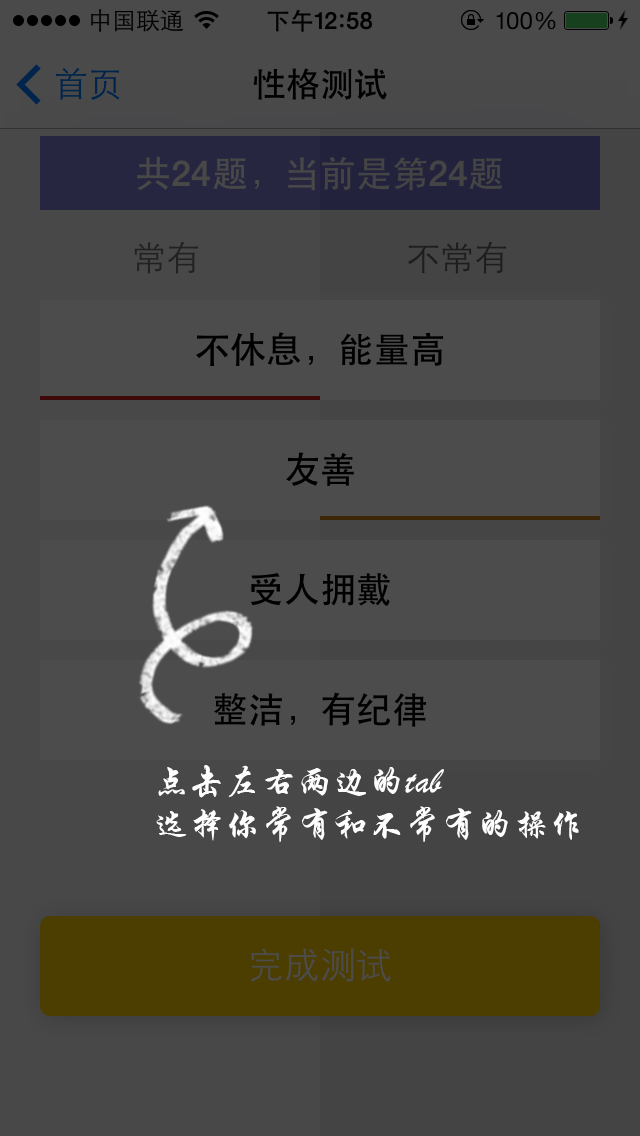 中国联通 下午12:58 100%
首页 性格测试
共24题，当前是第24题
常有 不常有
不休息，能量高
友善
受人拥戴
整洁，有纪律
点击左右两边的tab
选择你常有和不常有的操作
完成测试